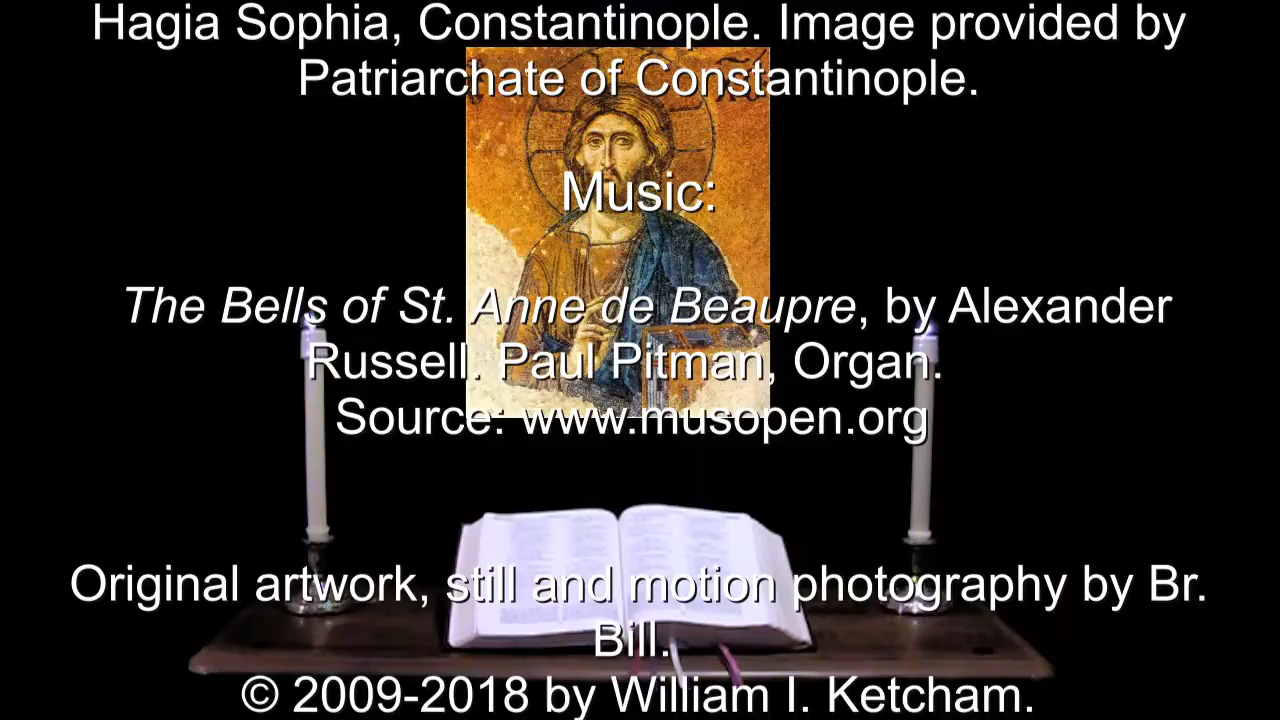 Hagia Sophia, Constantinople. Image provided by
Patriarchate of Constantinople.
Music:
The Bells of St. Anne de Beaupre, by Alexander
Russell. Paul Pitman, Organ.
Source: www.musopen.org
Original artwork, still and motion photography by Br.
Bill.
© 2009-2018 by William I. Ketcham.